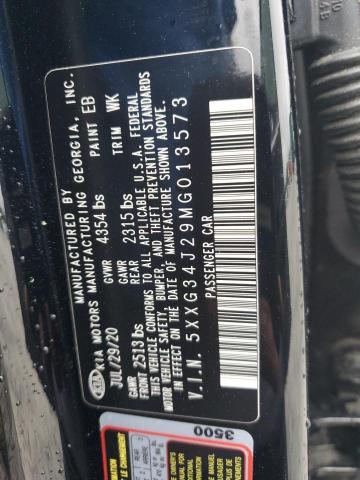 MANUFACTURED BY
KIA MOTORS MANUFACTURING GEORGIA, INC.
JUL/29/20 GVWR 4354 lbs PAINT EB
GAWR FRONT 2513 lbs GAWR REAR 2315 lbs TRIM WK
THIS VEHICLE CONFORMS TO ALL APPLICABLE U.S.A. FEDERAL
MOTOR VEHICLE SAFETY, BUMPER, AND THEFT PREVENTION STANDARDS
IN EFFECT ON THE DATE OF MANUFACTURE SHOWN ABOVE.
V.I.N. 5XXG34J29MG013573
PASSENGER CAR
3500